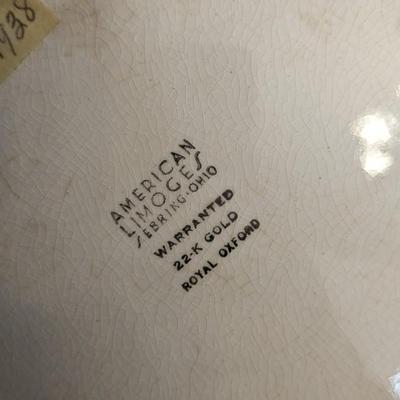 AMERICAN
LIMOGES
SEBRING·OHIO
WARRANTED
22-K GOLD
ROYAL OXFORD